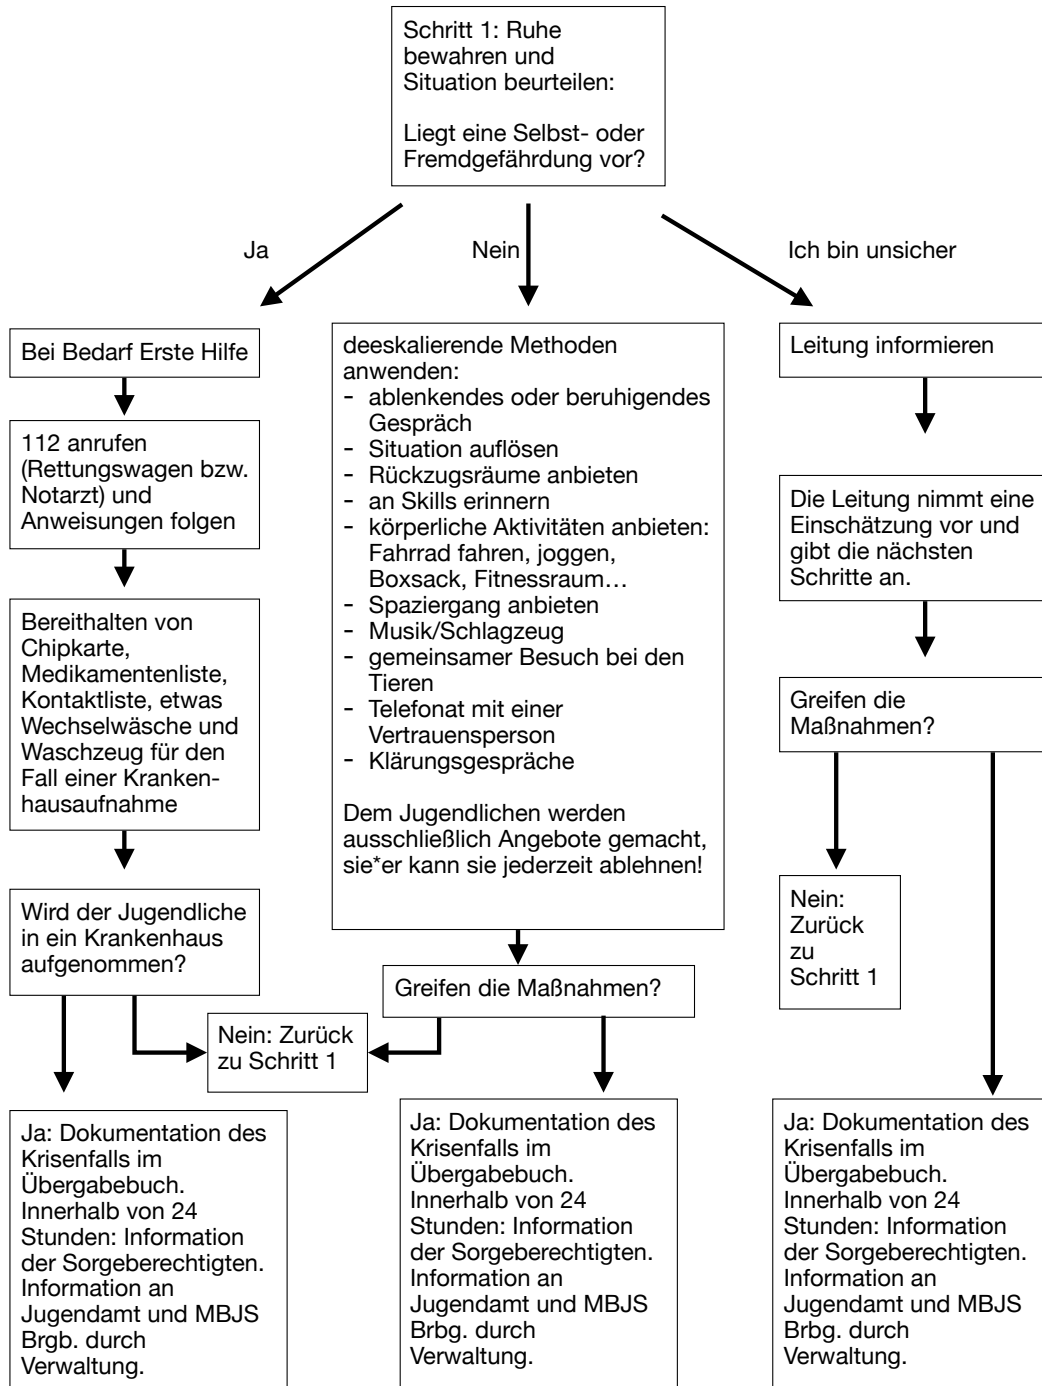 Schritt 1: Ruhe
bewahren und
Situation beurteilen:
Liegt eine Selbst- oder
Fremdgefährdung vor?
Ja
Nein
Ich bin unsicher
Bei Bedarf Erste Hilfe
112 anrufen
(Rettungswagen bzw.
Notarzt) und
Anweisungen folgen
Bereithalten von
Chipkarte,
Medikamentenliste,
Kontaktliste, etwas
Wechselwäsche und
Waschzeug für den
Fall einer Kranken-
hausaufnahme
Wird der Jugendliche
in ein Krankenhaus
aufgenommen?
deeskalierende Methoden
anwenden:
- ablenkendes oder beruhigendes
Gespräch
- Situation auflösen
- Rückzugsräume anbieten
- an Skills erinnern
- körperliche Aktivitäten anbieten:
Fahrrad fahren, joggen,
Boxsack, Fitnessraum…
- Spaziergang anbieten
- Musik/Schlagzeug
- gemeinsamer Besuch bei den
Tieren
- Telefonat mit einer
Vertrauensperson
- Klärungsgespräche
Dem Jugendlichen werden
ausschließlich Angebote gemacht,
sie*er kann sie jederzeit ablehnen!
Greifen die Maßnahmen?
Nein: Zurück
zu Schritt 1
Leitung informieren
Die Leitung nimmt eine
Einschätzung vor und
gibt die nächsten
Schritte an.
Greifen die
Maßnahmen?
Nein:
Zurück
zu
Schritt 1
Ja: Dokumentation des
Krisenfalls im
Übergabebuch.
Innerhalb von 24
Stunden: Information
der Sorgeberechtigten.
Information an
Jugendamt und MBJS
Brgb. durch
Verwaltung.
Ja: Dokumentation des
Krisenfalls im
Übergabebuch.
Innerhalb von 24
Stunden: Information
der Sorgeberechtigten.
Information an
Jugendamt und MBJS
Brbg. durch
Verwaltung.
Ja: Dokumentation des
Krisenfalls im
Übergabebuch.
Innerhalb von 24
Stunden: Information
der Sorgeberechtigten.
Information an
Jugendamt und MBJS
Brbg. durch
Verwaltung.